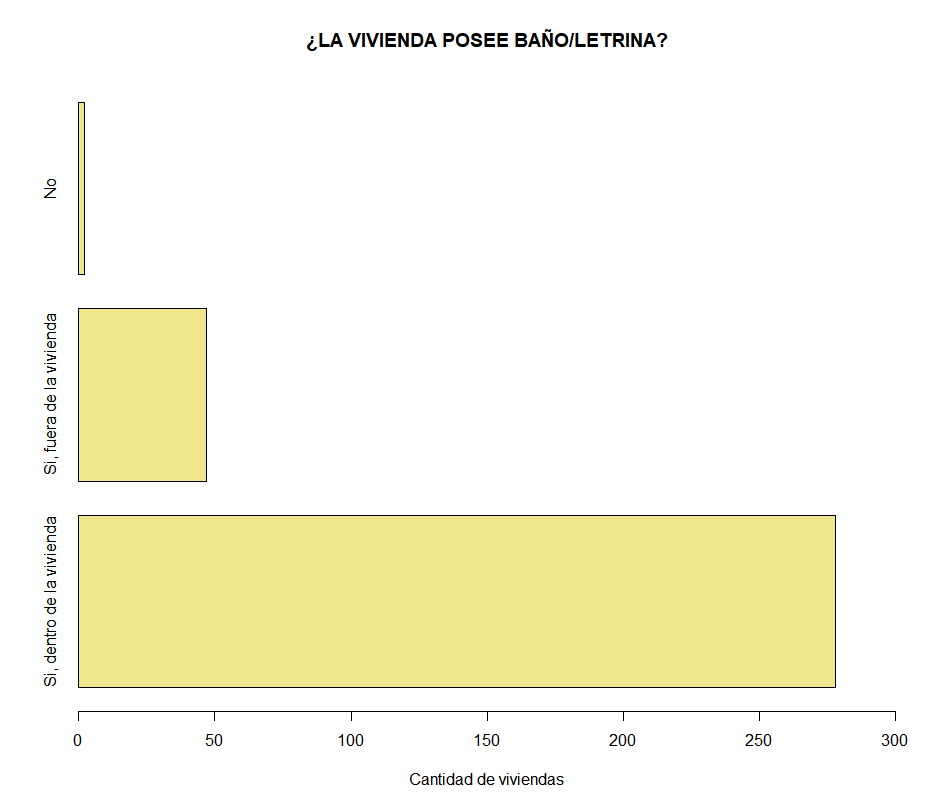 ¿LA VIVIENDA POSEE BAÑO/LETRINA?
No
Si, fuera de la vivienda
Si, dentro de la vivienda
0 50 100 150 200 250 300
Cantidad de viviendas